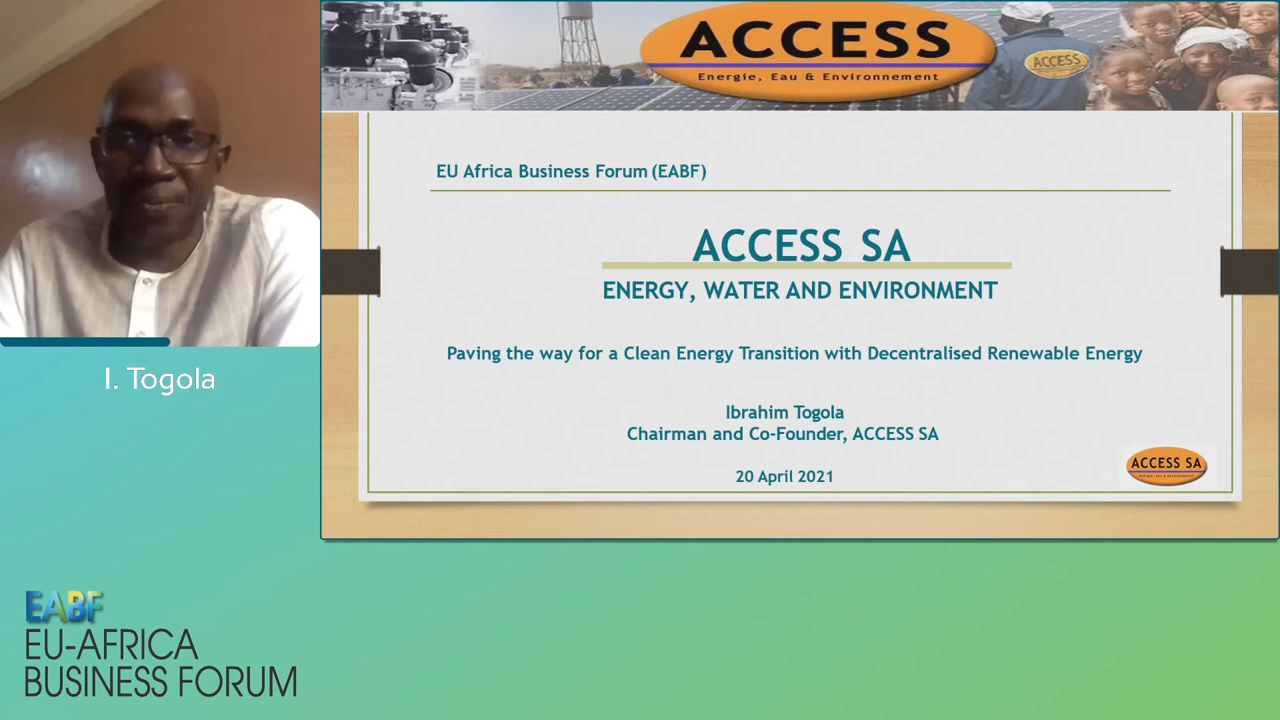 ACCESS
Energie, Eau & Environnement
ACCESS
EU Africa Business Forum (EABF)
ACCESS SA
ENERGY, WATER AND ENVIRONMENT
Paving the way for a Clean Energy Transition with Decentralised Renewable Energy
Ibrahim Togola
Chairman and Co-Founder, ACCESS SA
20 April 2021
ACCESS SA
I. Togola
EABF
EU-AFRICA
BUSINESS FORUM